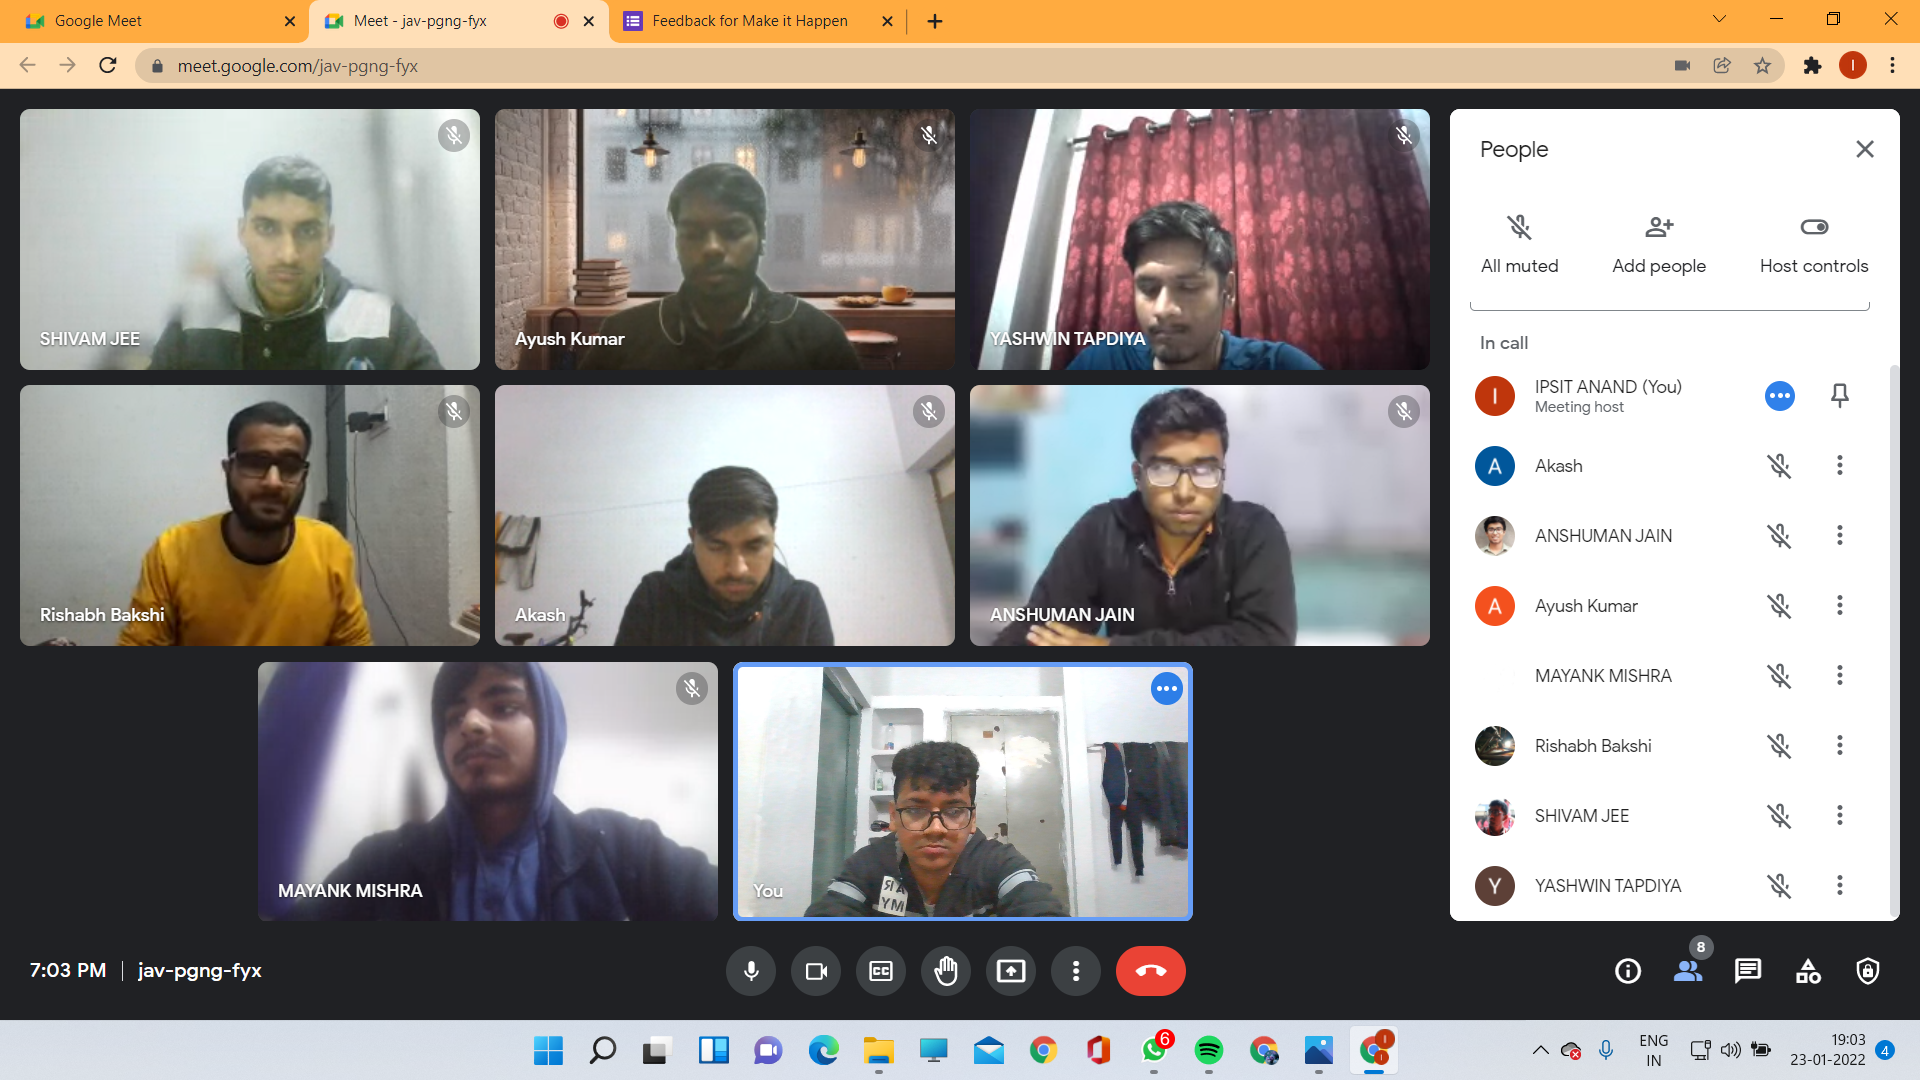 Google Meet
Meet - jav-pgng-fyx
Feedback for Make it Happen
meet.google.com/jav-pgng-fyx
I
SHIVAM JEE
Ayush Kumar
YASHWIN TAPDIYA
Rishabh Bakshi
Akash
ANSHUMAN JAIN
MAYANK MISHRA
You
People
All muted
Add people
Host controls
In call
I
IPSIT ANAND (You)
Meeting host
A
Akash
ANSHUMAN JAIN
A
Ayush Kumar
MAYANK MISHRA
Rishabh Bakshi
SHIVAM JEE
Y
YASHWIN TAPDIYA
7:03 PM | jav-pgng-fyx
CC
8
6
ENG
IN
19:03
23-01-2022
4